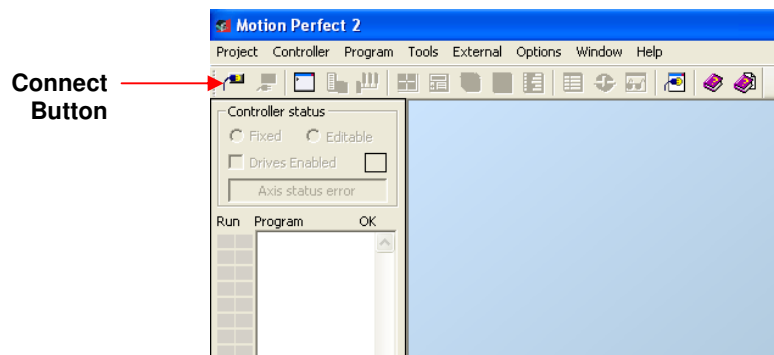 Motion Perfect 2
Project Controller Program Tools External Options Window Help
Connect
Button
Controller status
Fixed Editable
Drives Enabled
Axis status error
Run Program OK